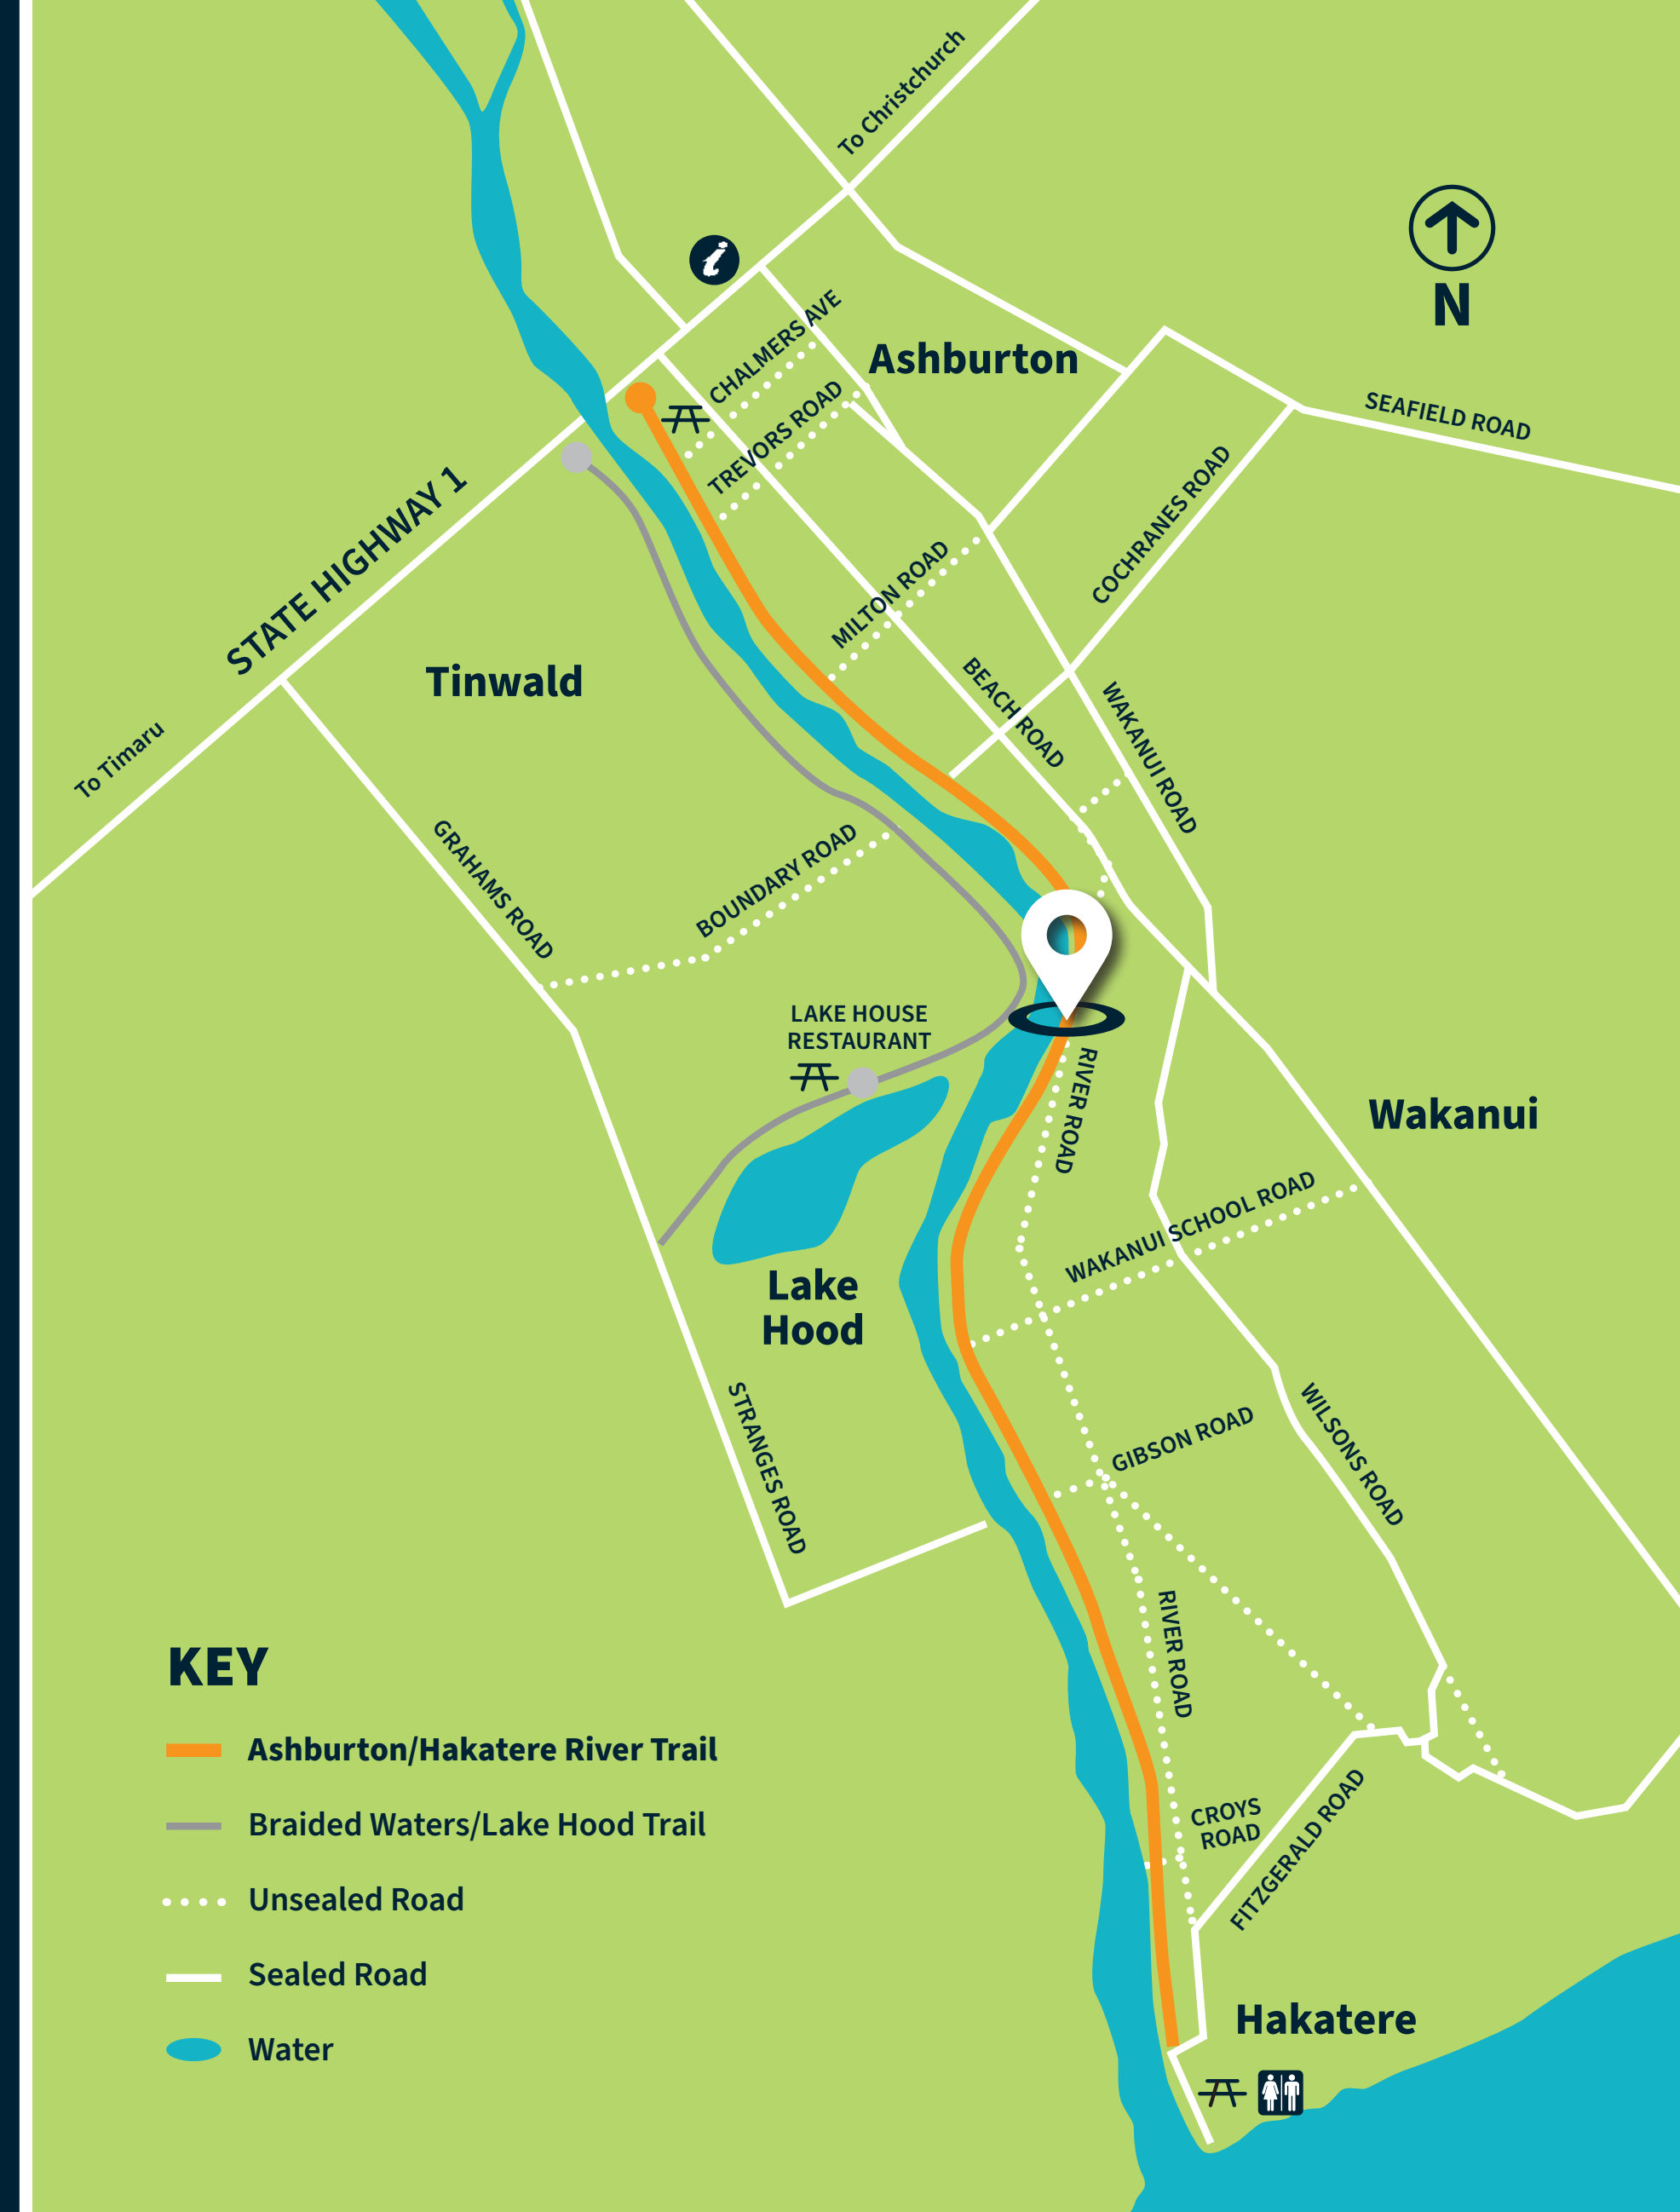 To Christchurch
N
CHALMERS AVE
Ashburton
TREVORS ROAD
SEAFIELD ROAD
STATE HIGHWAY 1
COCHRANES ROAD
MILTON ROAD
Tinwald
BEACH ROAD
WAKANUI ROAD
To Timaru
GRAHAMS ROAD
BOUNDARY ROAD
LAKE HOUSE
RESTAURANT
RIVER ROAD
Wakanui
WAKANUI SCHOOL ROAD
Lake
Hood
STRANGES ROAD
GIBSON ROAD
WILSONS ROAD
RIVER ROAD
CROYS
ROAD
FITZGERALD ROAD
Hakatere
KEY
Ashburton/Hakatere River Trail
Braided Waters/Lake Hood Trail
Unsealed Road
Sealed Road
Water